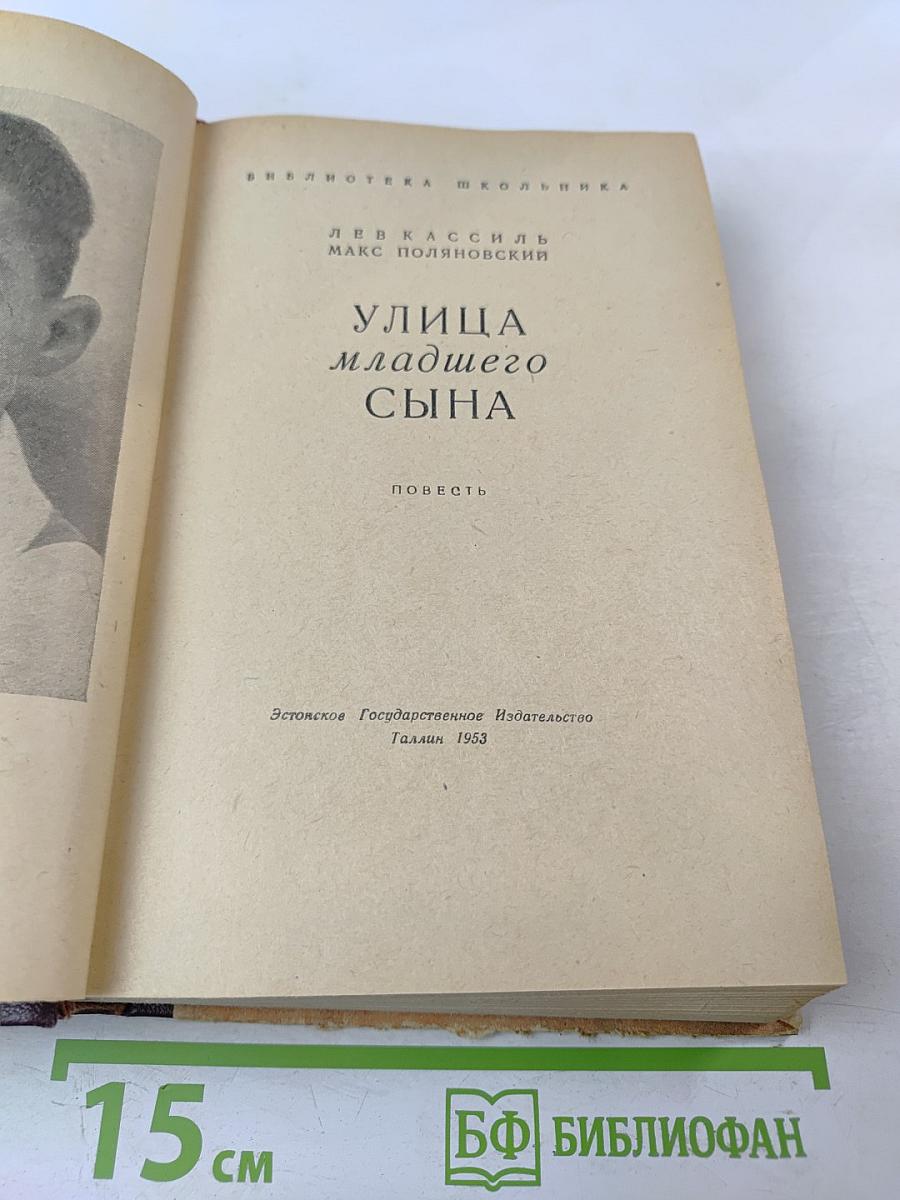 БИБЛИОТЕКА ШКОЛЬНИКА
ЛЕВ КАССИЛЬ
МАКС ПОЛЯНОВСКИЙ
УЛИЦА
младшего
СЫНА
ПОВЕСТЬ
Эстонское Государственное Издательство
Таллин 1953
15 см
БФ БИБЛИОФАН